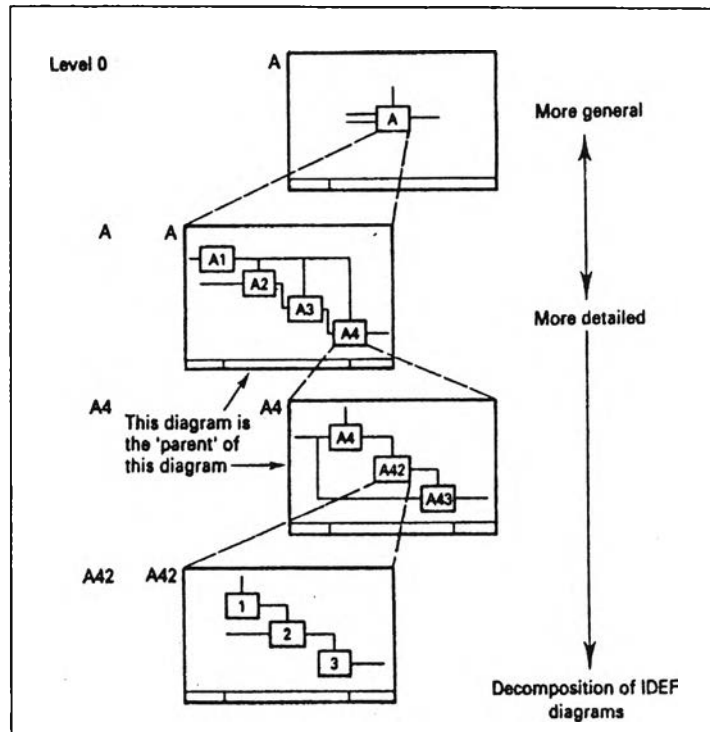 Level 0
A
A
More general
A
A
A1
A2
A3
A4
More detailed
A4
A4
This diagram is
the 'parent' of
this diagram
A4
A42
A43
A42
A42
1
2
3
Decomposition of IDEF
diagrams